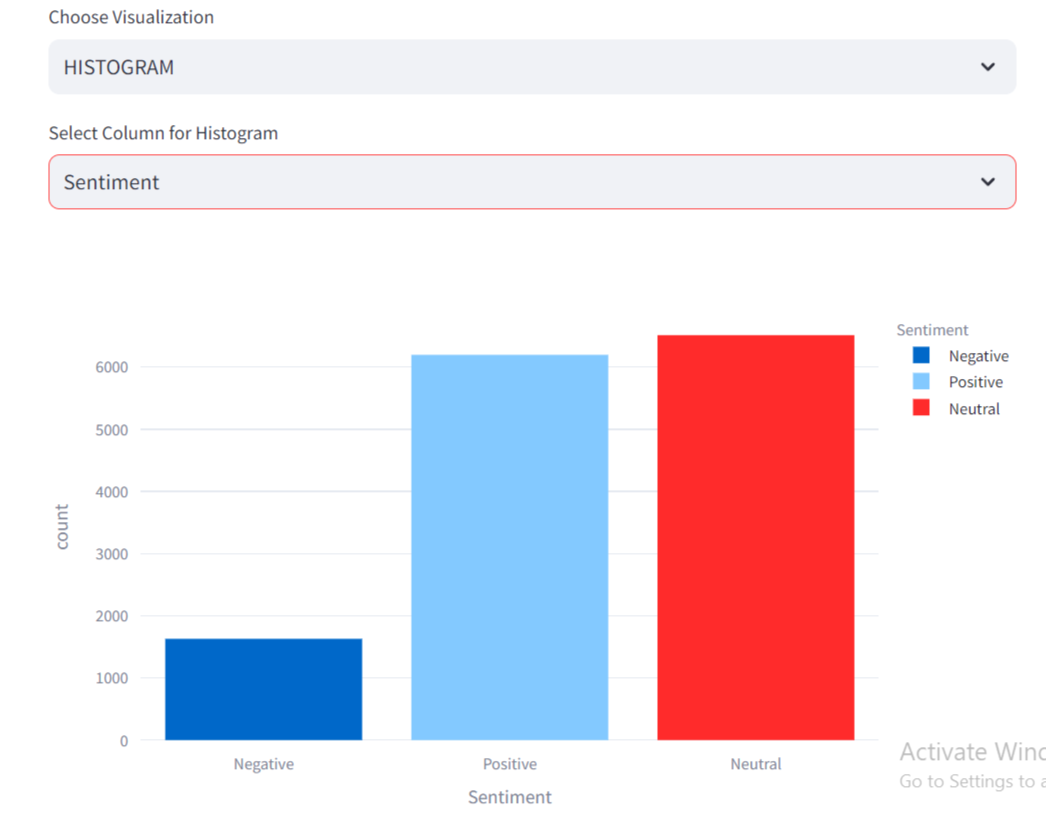 Choose Visualization
HISTOGRAM
Select Column for Histogram
Sentiment
Sentiment
Negative
Positive
Neutral
6000
5000
4000
3000
2000
1000
0
count
Negative Positive Neutral
Sentiment
Activate
Go to Settings to